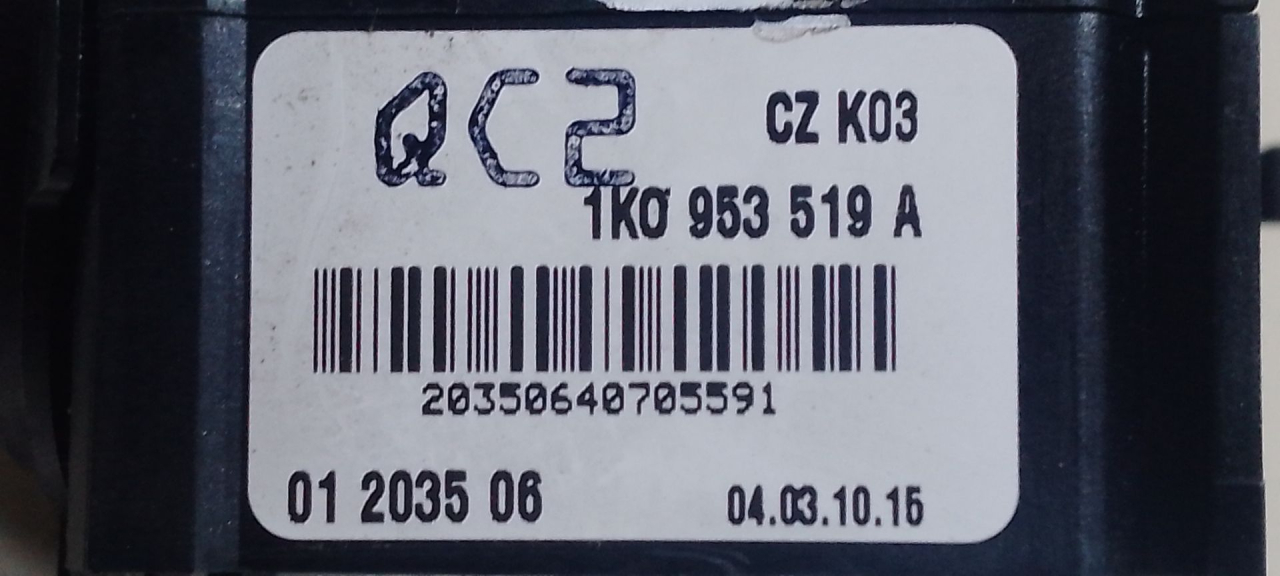 QC2
CZ K03
1K0 953 519 A
20350640705591
01 2035 06
04.03.10.15